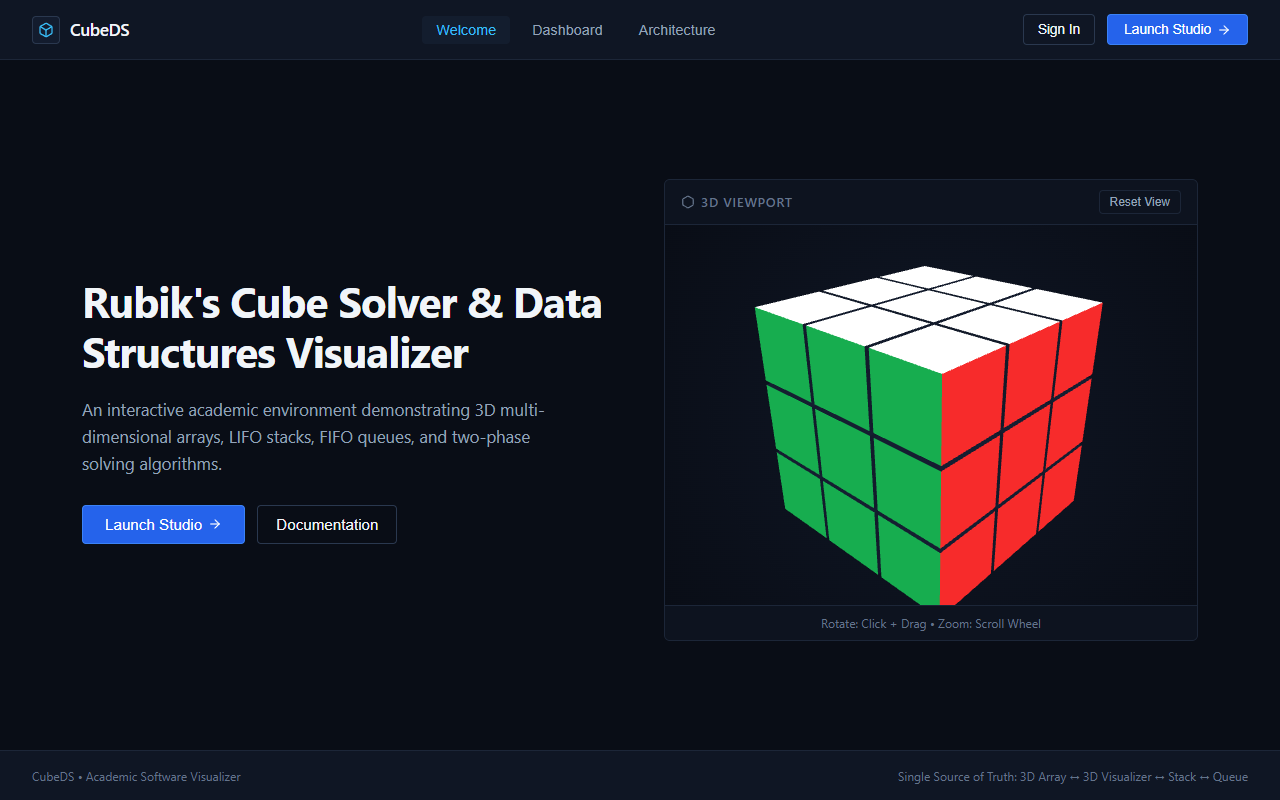 CubeDS
Welcome
Dashboard
Architecture
Sign In
Launch Studio →
Rubik's Cube Solver & Data
Structures Visualizer
An interactive academic environment demonstrating 3D multi-
dimensional arrays, LIFO stacks, FIFO queues, and two-phase
solving algorithms.
Launch Studio →
Documentation
3D VIEWPORT
Reset View
Rotate: Click + Drag • Zoom: Scroll Wheel
CubeDS • Academic Software Visualizer
Single Source of Truth: 3D Array ↔ 3D Visualizer ↔ Stack ↔ Queue